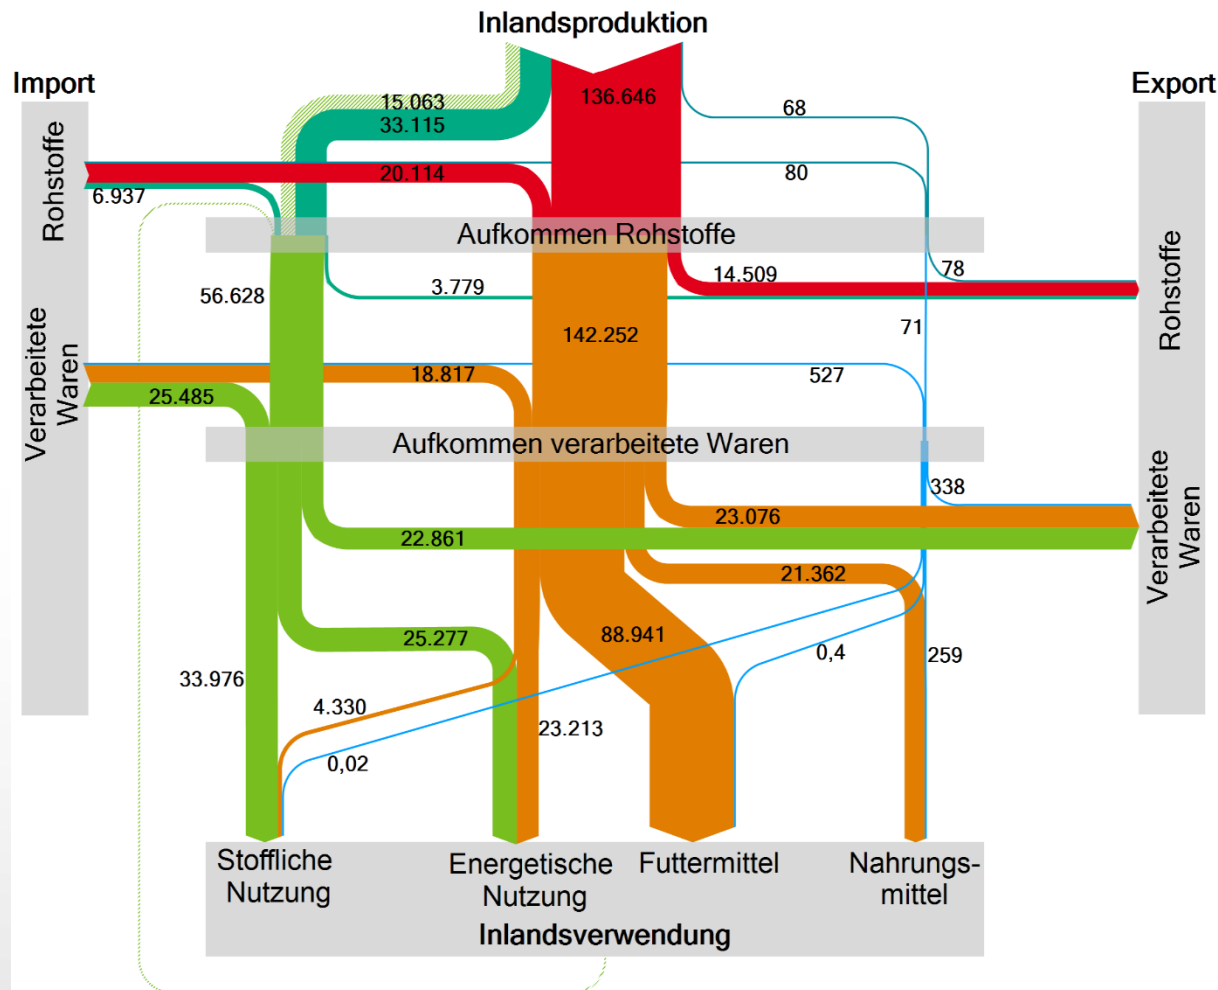 Inlandsproduktion
Import
Export
Rohstoffe
15.063
33.115
136.646
68
20.114
80
6.937
Aufkommen Rohstoffe
Rohstoffe
56.628
3.779
14.509
78
71
142.252
Verarbeitete
Waren
18.817
527
25.485
Aufkommen verarbeitete Waren
338
23.076
22.861
Verarbeitete
Waren
21.362
25.277
88.941
0,4
259
33.976
4.330
23.213
0,02
Stoffliche
Nutzung
Energetische
Nutzung
Futtermittel
Nahrungs-
mittel
Inlandsverwendung